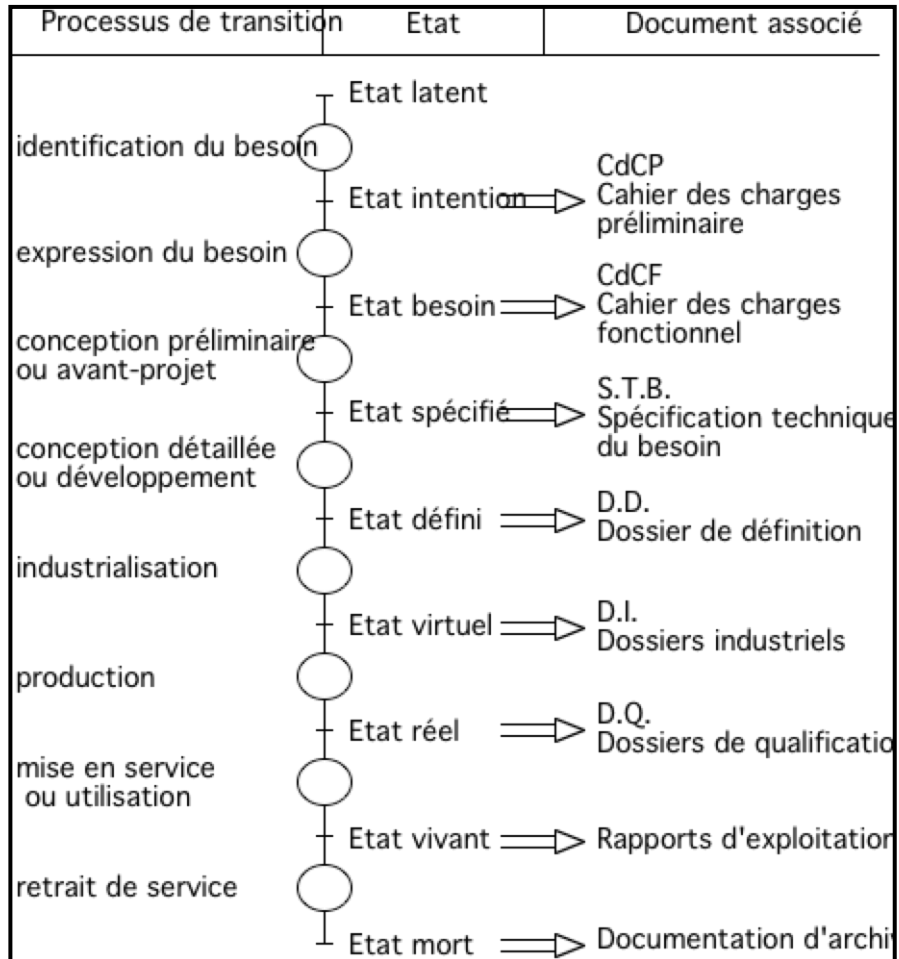 Processus de transition Etat Document associé
Etat latent
identification du besoin
Etat intention
CdCP
Cahier des charges
préliminaire
expression du besoin
Etat besoin
CdCF
Cahier des charges
fonctionnel
conception préliminaire
ou avant-projet
Etat spécifié
S.T.B.
Spécification technique
du besoin
conception détaillée
ou développement
Etat défini
D.D.
Dossier de définition
industrialisation
Etat virtuel
D.I.
Dossiers industriels
production
Etat réel
D.Q.
Dossiers de qualificatio
mise en service
ou utilisation
Etat vivant
Rapports d'exploitation
retrait de service
Etat mort
Documentation d'archi